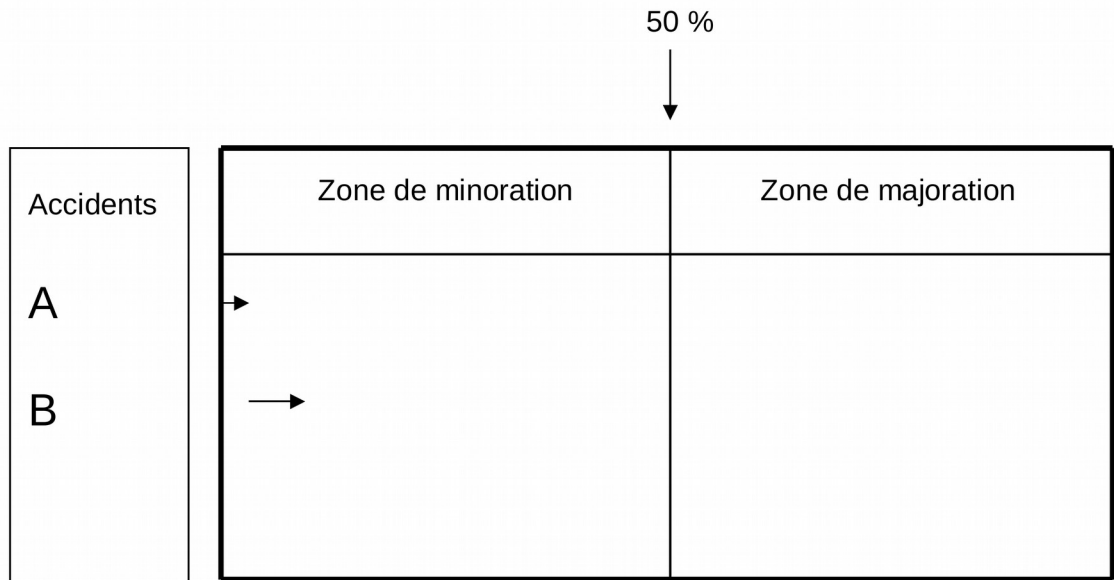 50 %
Accidents
Zone de minoration
Zone de majoration
A
B